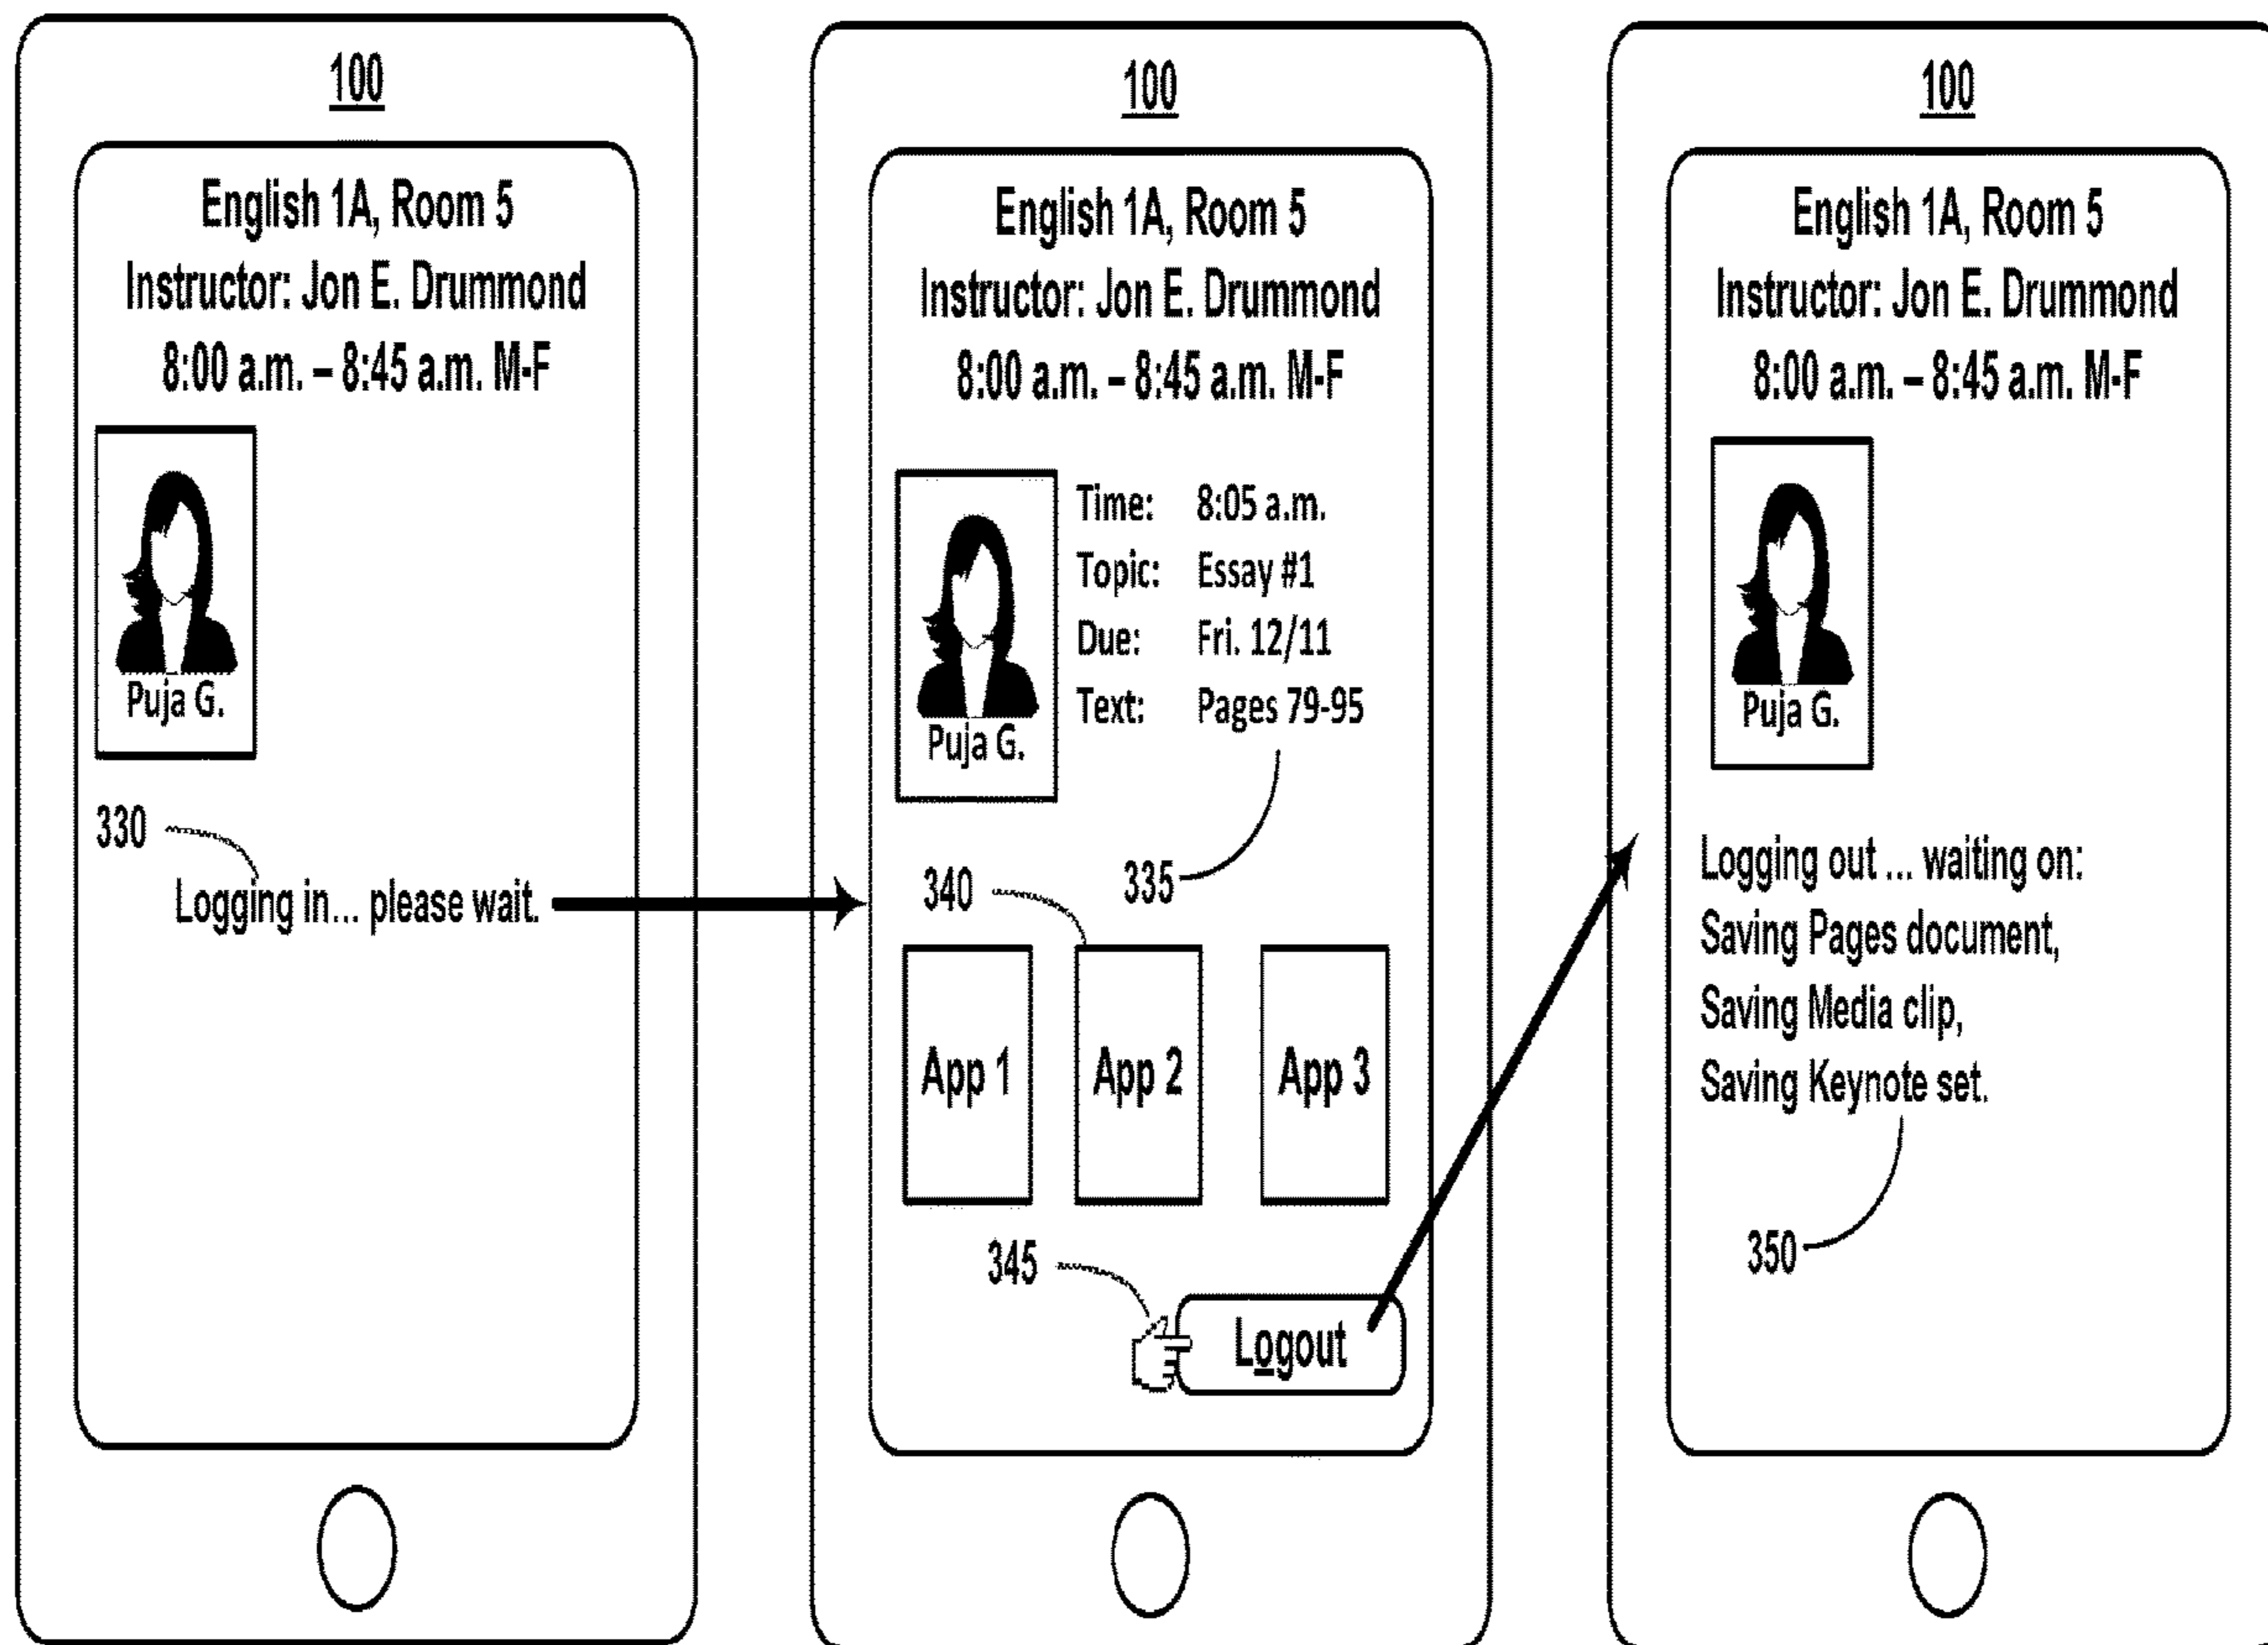 100
English 1A, Room 5
Instructor: Jon E. Drummond
8:00 a.m. – 8:45 a.m. M-F
Puja G.
330
Logging in... please wait.
100
English 1A, Room 5
Instructor: Jon E. Drummond
8:00 a.m. – 8:45 a.m. M-F
Time: 8:05 a.m.
Topic: Essay #1
Due: Fri. 12/11
Text: Pages 79-95
Puja G.
335
340
App 1 App 2 App 3
345
Logout
100
English 1A, Room 5
Instructor: Jon E. Drummond
8:00 a.m. – 8:45 a.m. M-F
Puja G.
Logging out ... waiting on:
Saving Pages document,
Saving Media clip,
Saving Keynote set.
350